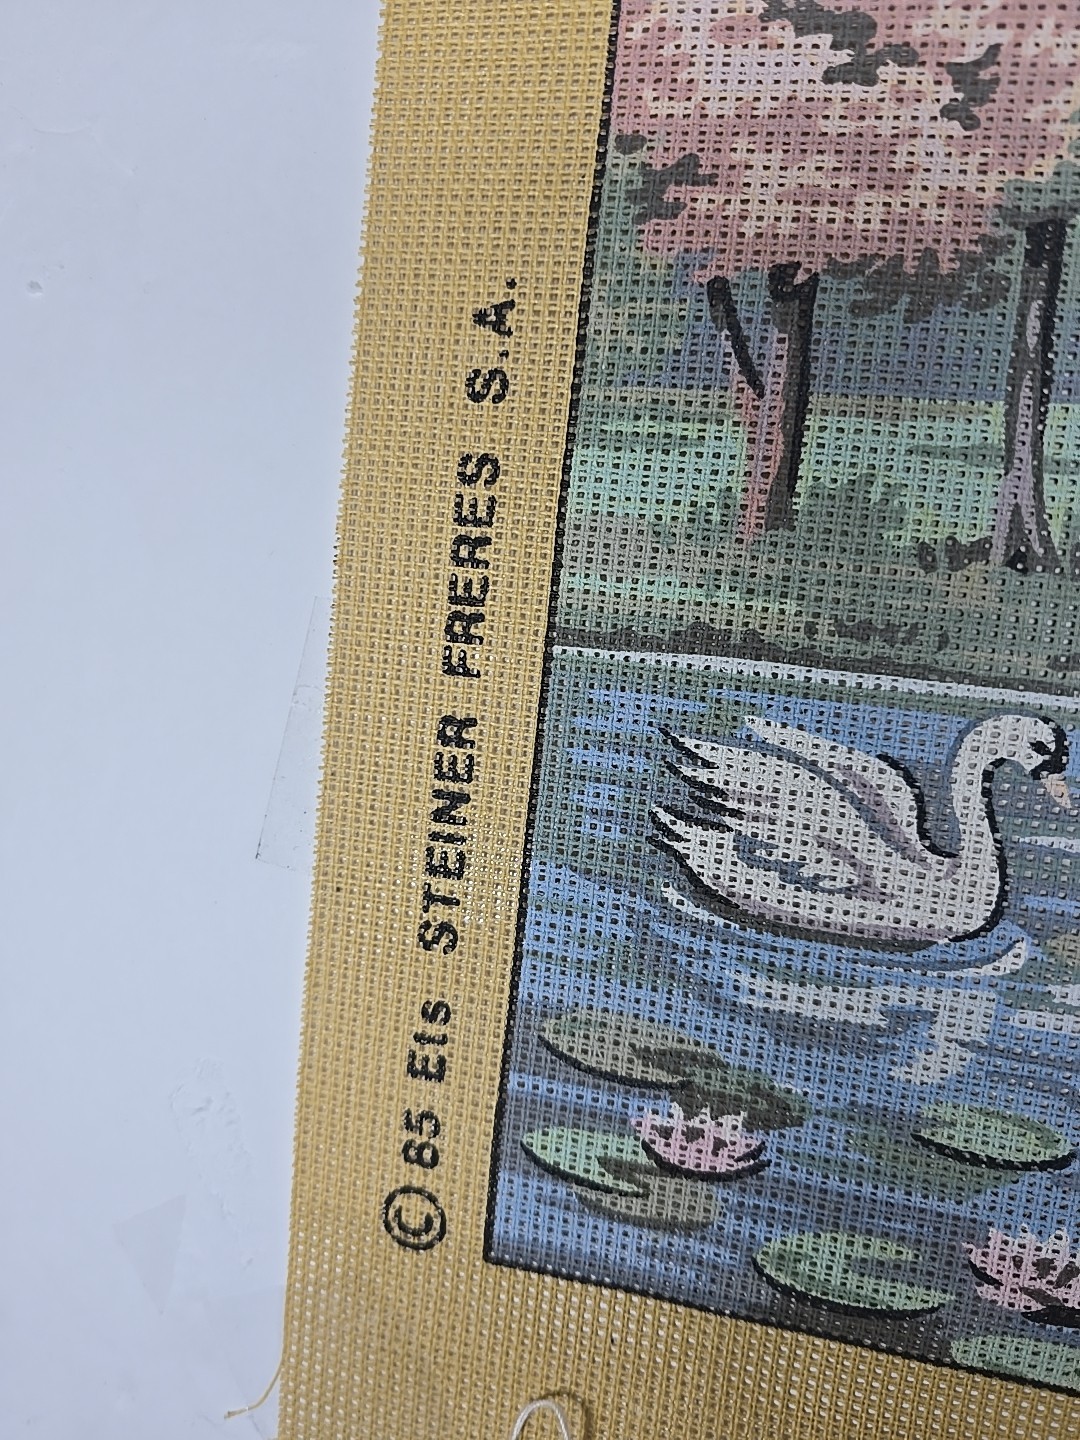 © 85 Ets STEINER FRERES S.A.